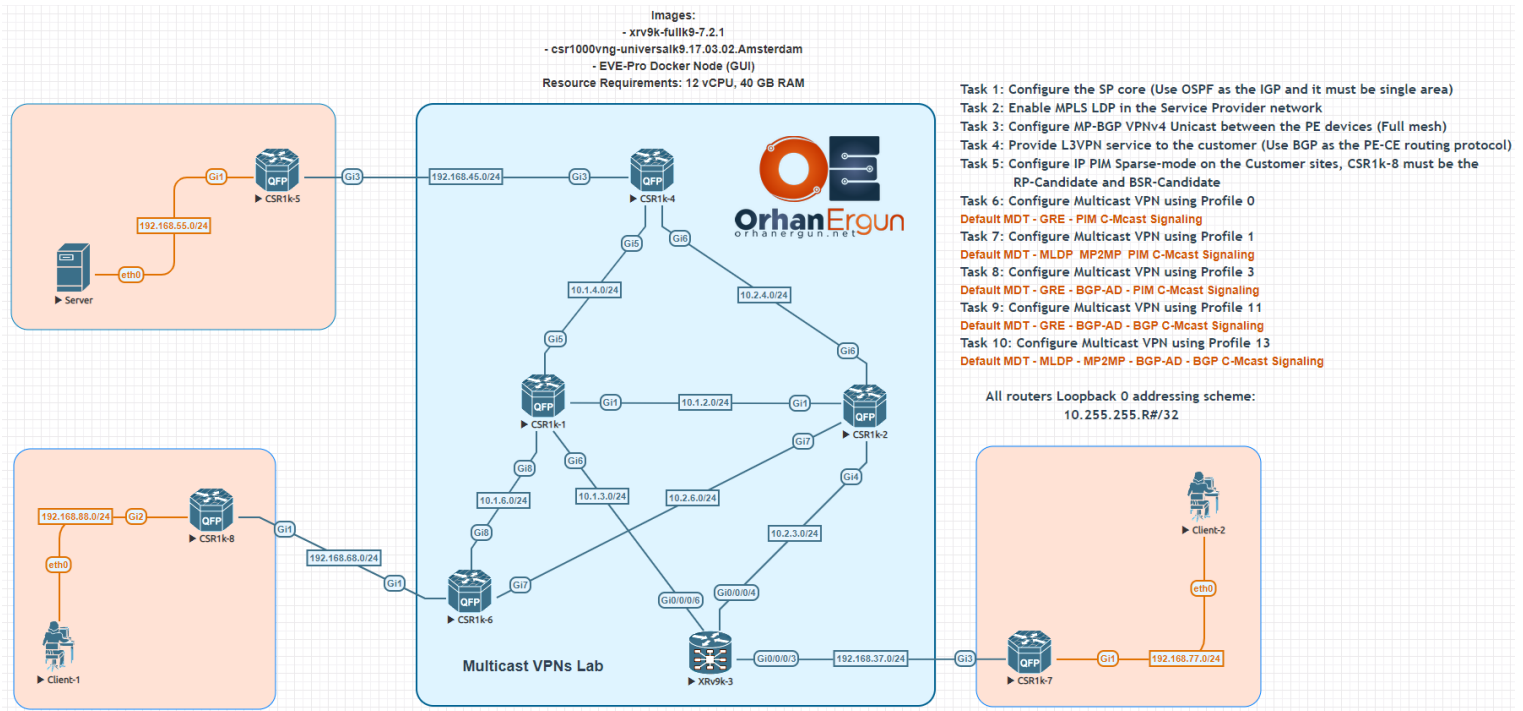 Images:
- xrv9k-fullk9-7.2.1
- csr1000vng-universalk9.17.03.02.Amsterdam
- EVE-Pro Docker Node (GUI)
Resource Requirements: 12 vCPU, 40 GB RAM
Task 1: Configure the SP core (Use OSPF as the IGP and it must be single area)
Task 2: Enable MPLS LDP in the Service Provider network
Task 3: Configure MP-BGP VPNv4 Unicast between the PE devices (Full mesh)
Task 4: Provide L3VPN service to the customer (Use BGP as the PE-CE routing protocol)
Task 5: Configure IP PIM Sparse-mode on the Customer sites, CSR1k-8 must be the
RP-Candidate and BSR-Candidate
Task 6: Configure Multicast VPN using Profile 0
Default MDT - GRE - PIM C-Mcast Signaling
Task 7: Configure Multicast VPN using Profile 1
Default MDT - MLDP MP2MP PIM C-Mcast Signaling
Task 8: Configure Multicast VPN using Profile 3
Default MDT - GRE - BGP-AD - PIM C-Mcast Signaling
Task 9: Configure Multicast VPN using Profile 11
Default MDT - GRE - BGP-AD - BGP C-Mcast Signaling
Task 10: Configure Multicast VPN using Profile 13
Default MDT - MLDP - MP2MP - BGP-AD - BGP C-Mcast Signaling
All routers Loopback 0 addressing scheme:
10.255.255.R#/32
Gi1
QFP
CSR1k-5
Gi3
192.168.45.0/24
Gi3
QFP
CSR1k-4
192.168.55.0/24
eth0
Server
OE
OrhanErgun
orhanergun.net
Gi5
Gi6
10.1.4.0/24
10.2.4.0/24
Gi5
Gi6
QFP
CSR1k-1
Gi1
10.1.2.0/24
Gi1
QFP
CSR1k-2
Gi8
Gi6
Gi7
Gi4
10.1.6.0/24
10.1.3.0/24
10.2.6.0/24
10.2.3.0/24
Gi8
Gi7
Gi0/0/0/6
Gi0/0/0/4
QFP
CSR1k-6
192.168.88.0/24
Gi2
QFP
CSR1k-8
Gi1
192.168.68.0/24
Gi1
eth0
Client-1
Multicast VPNs Lab
XRv9k-3
Gi0/0/0/3
192.168.37.0/24
Gi3
QFP
CSR1k-7
Gi1
192.168.77.0/24
eth0
Client-2